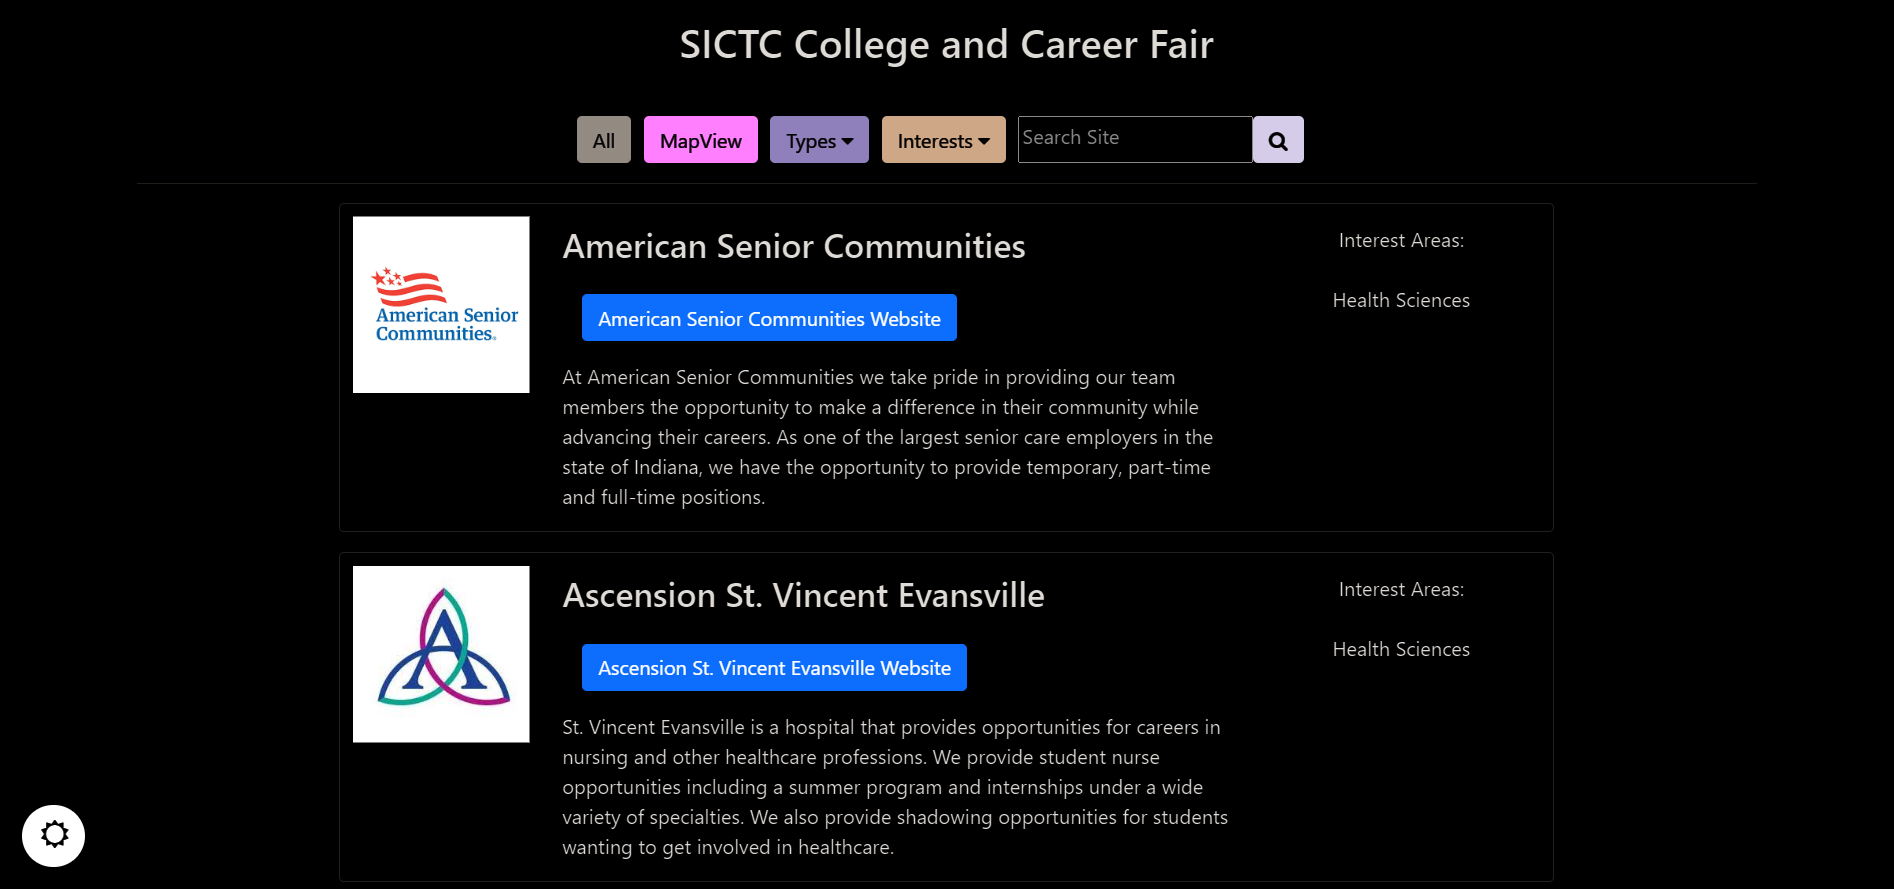 SICTC College and Career Fair
All
MapView
Types
Interests
Search Site
American Senior
Communities.
American Senior Communities
American Senior Communities Website
At American Senior Communities we take pride in providing our team
members the opportunity to make a difference in their community while
advancing their careers. As one of the largest senior care employers in the
state of Indiana, we have the opportunity to provide temporary, part-time
and full-time positions.
Interest Areas:
Health Sciences
A
Ascension St. Vincent Evansville
Ascension St. Vincent Evansville Website
St. Vincent Evansville is a hospital that provides opportunities for careers in
nursing and other healthcare professions. We provide student nurse
opportunities including a summer program and internships under a wide
variety of specialties. We also provide shadowing opportunities for students
wanting to get involved in healthcare.
Interest Areas:
Health Sciences